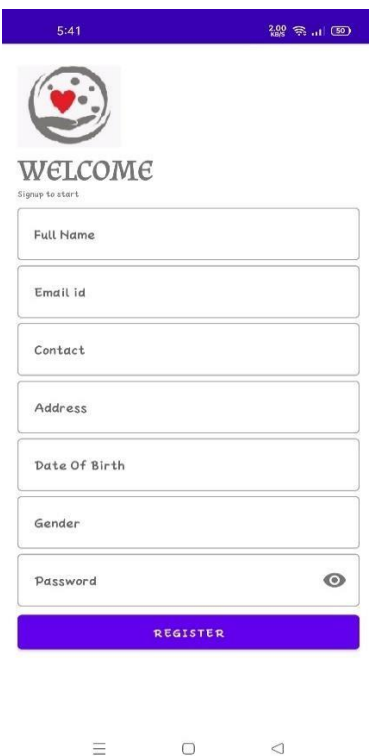 5:41
2.00
KB/S
50
WELCOME
Signup to start
Full Name
Email id
Contact
Address
Date Of Birth
Gender
Password
REGISTER